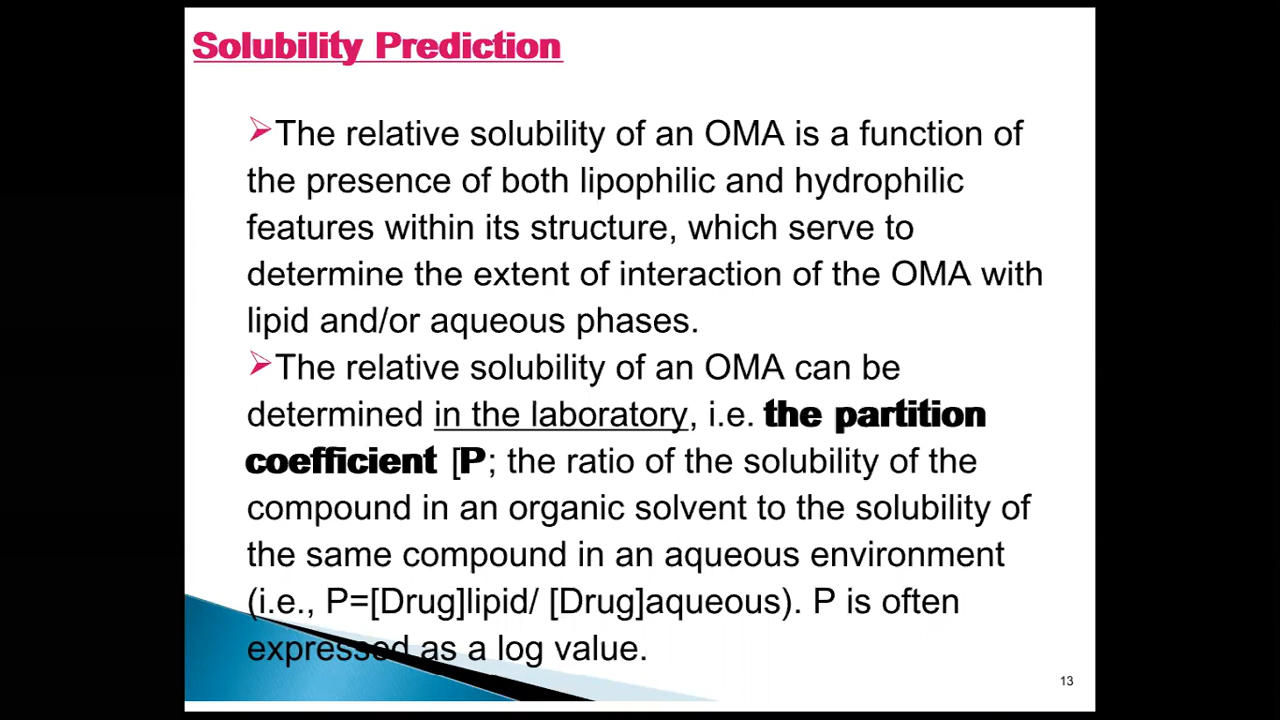 Solubility Prediction
➢The relative solubility of an OMA is a function of
the presence of both lipophilic and hydrophilic
features within its structure, which serve to
determine the extent of interaction of the OMA with
lipid and/or aqueous phases.
➢The relative solubility of an OMA can be
determined in the laboratory, i.e. the partition
coefficient [P; the ratio of the solubility of the
compound in an organic solvent to the solubility of
the same compound in an aqueous environment
(i.e., P=[Drug]lipid/ [Drug]aqueous). P is often
expressed as a log value.
13